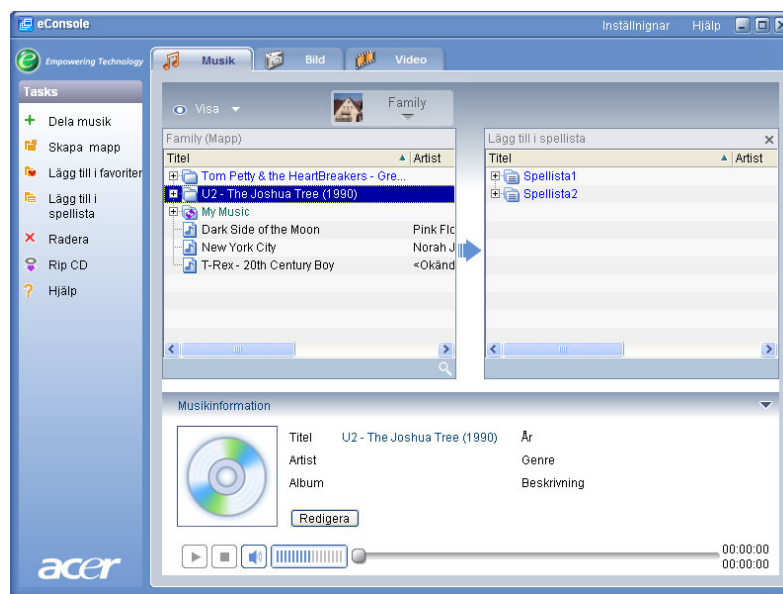 eConsole
Inställnignar Hjälp
Empowering Technology
Musik Bild Video
Tasks
Dela musik
Skapa mapp
Lägg till i favoriter
Lägg till i
spellista
Radera
Rip CD
Hjälp
Visa Family
Family (Mapp)
Titel Artist
Tom Petty & the HeartBreakers - Gre...
U2 - The Joshua Tree (1990)
My Music
Dark Side of the Moon Pink Flo
New York City Norah J
T-Rex - 20th Century Boy <Okänd
Lägg till i spellista
Titel Artist
Spellista1
Spellista2
Musikinformation
Titel U2 - The Joshua Tree (1990) År
Artist Genre
Album Beskrivning
Redigera
00:00:00
00:00:00
acer